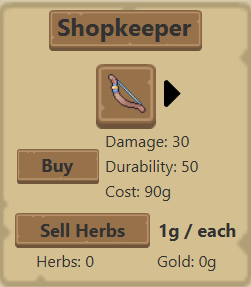 Shopkeeper
Damage: 30
Buy
Durability: 50
Cost: 90g
Sell Herbs 1g / each
Herbs: 0 Gold: 0g